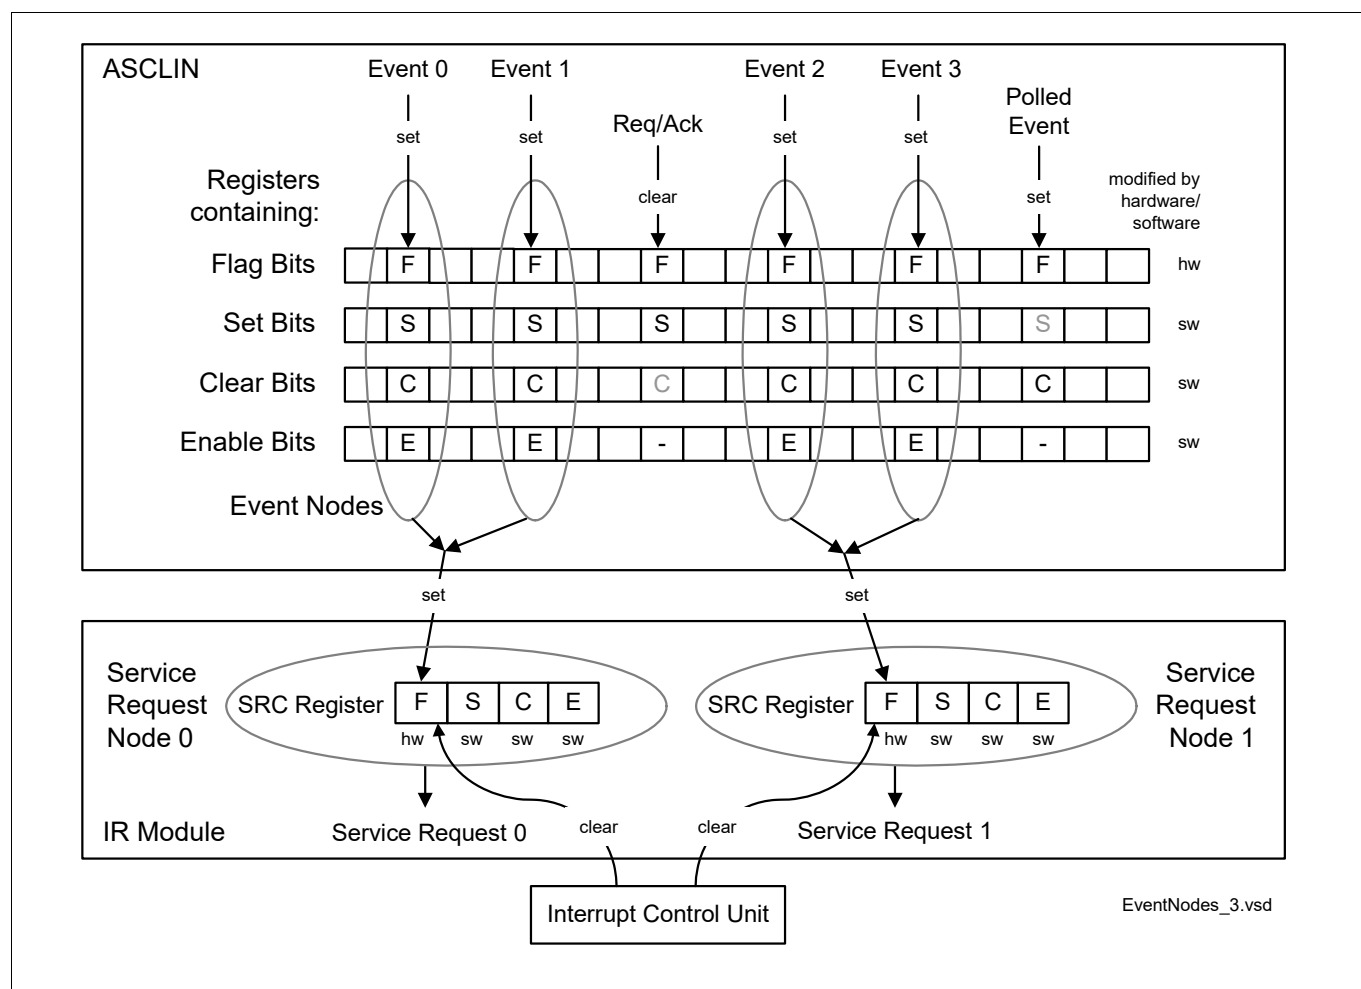 ASCLIN
Event 0
Event 1
Event 2
Event 3
Polled
Event
Req/Ack
set
set
set
set
clear
set
modified by
hardware/
software
Registers
containing:
Flag Bits
F F F F F F
hw
Set Bits
S S S S S S
sw
Clear Bits
C C C C C C
sw
Enable Bits
E E - E E -
sw
Event Nodes
set
set
Service
Request
Node 0
SRC Register
F S C E
hw sw sw sw
SRC Register
F S C E
hw sw sw sw
Service
Request
Node 1
IR Module
Service Request 0
clear
clear
Service Request 1
Interrupt Control Unit
EventNodes_3.vsd